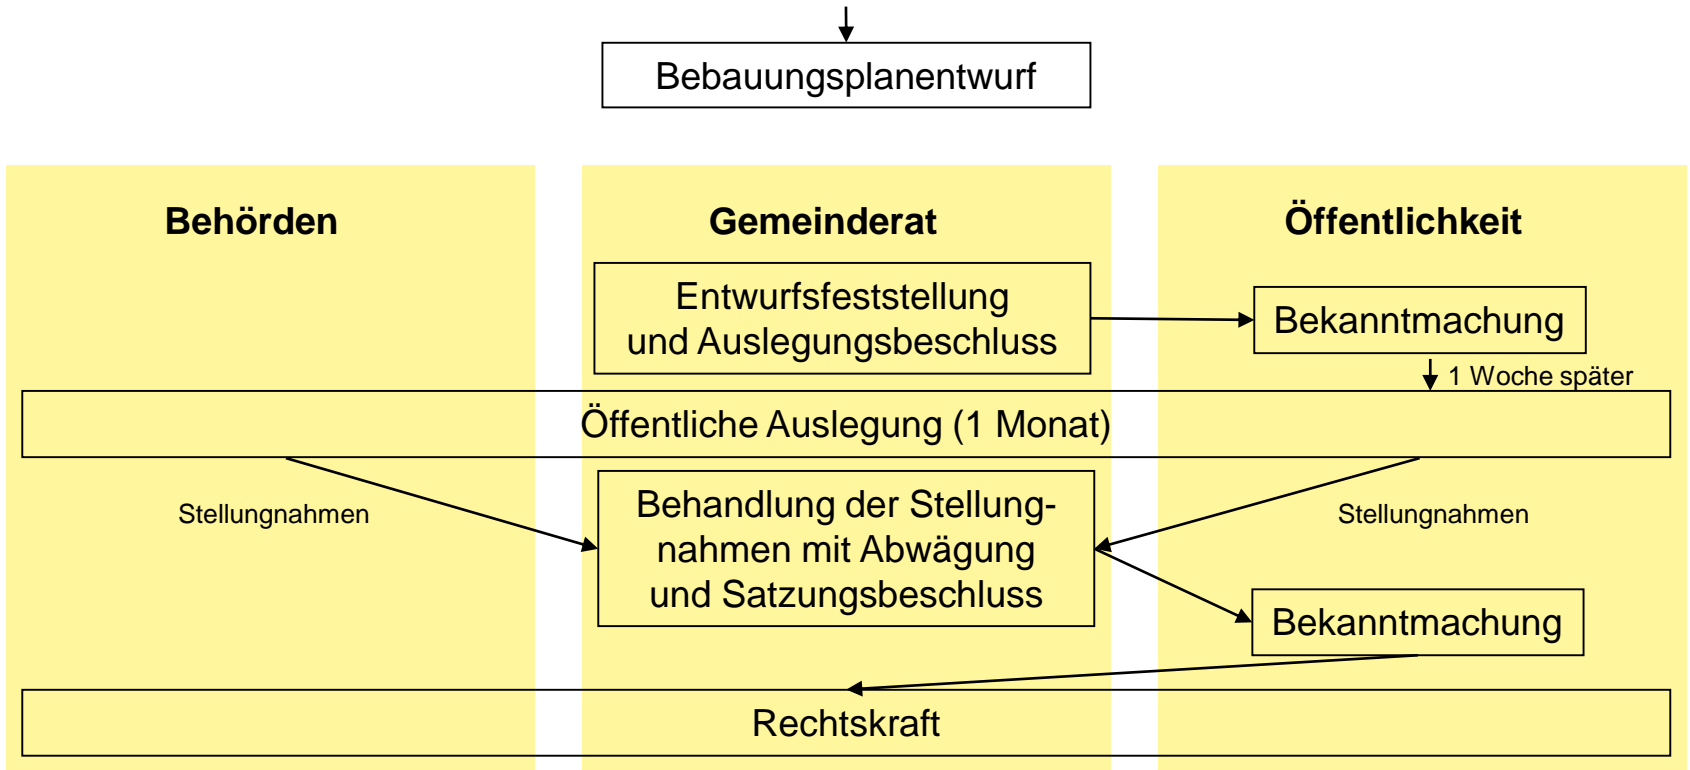 Bebauungsplanentwurf
Behörden
Gemeinderat
Öffentlichkeit
Entwurfsfeststellung
und Auslegungsbeschluss
Bekanntmachung
1 Woche später
Öffentliche Auslegung (1 Monat)
Stellungnahmen
Behandlung der Stellung-
nahmen mit Abwägung
und Satzungsbeschluss
Stellungnahmen
Bekanntmachung
Rechtskraft